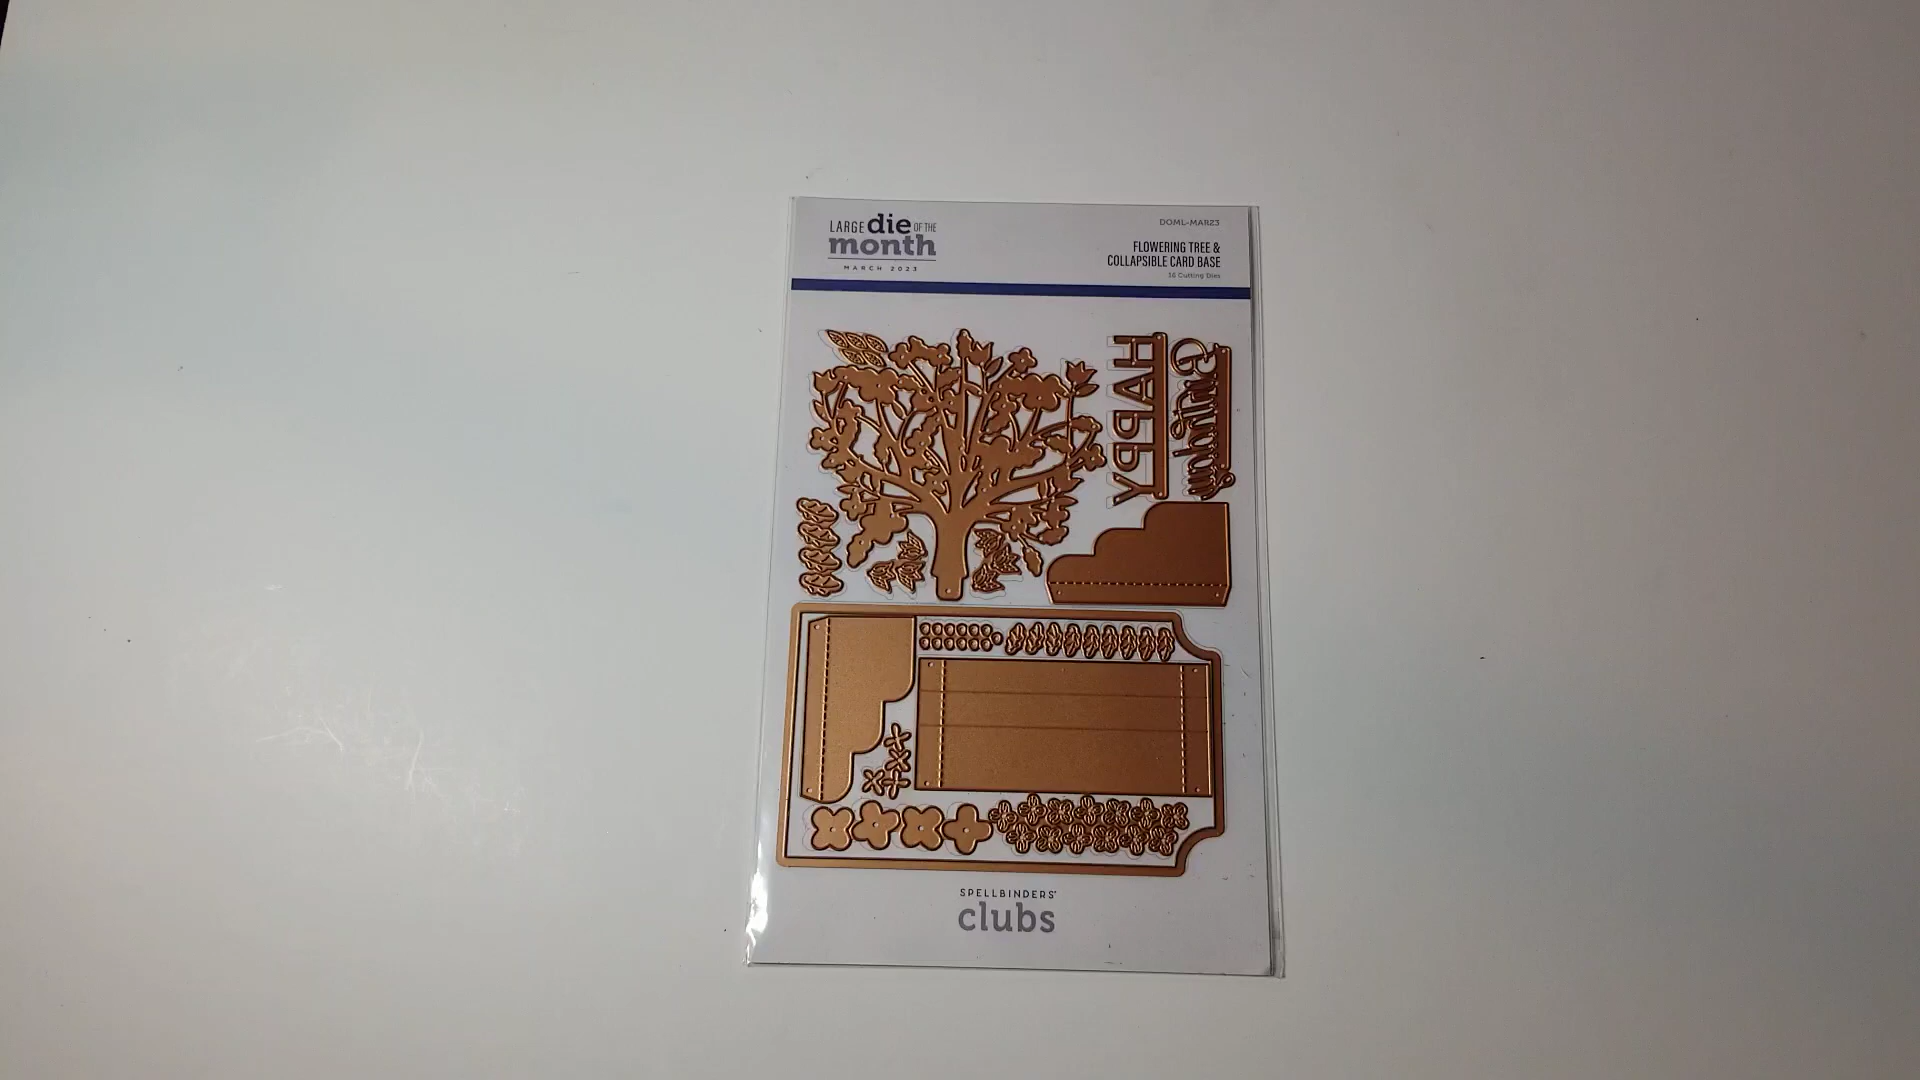 LARGE die OF THE
month
MARCH 2023
DOML-MAR23
FLOWERING TREE &
COLLAPSIBLE CARD BASE
16 Cutting Dies
HAPPY
Birthday
SPELLBINDERS®
clubs